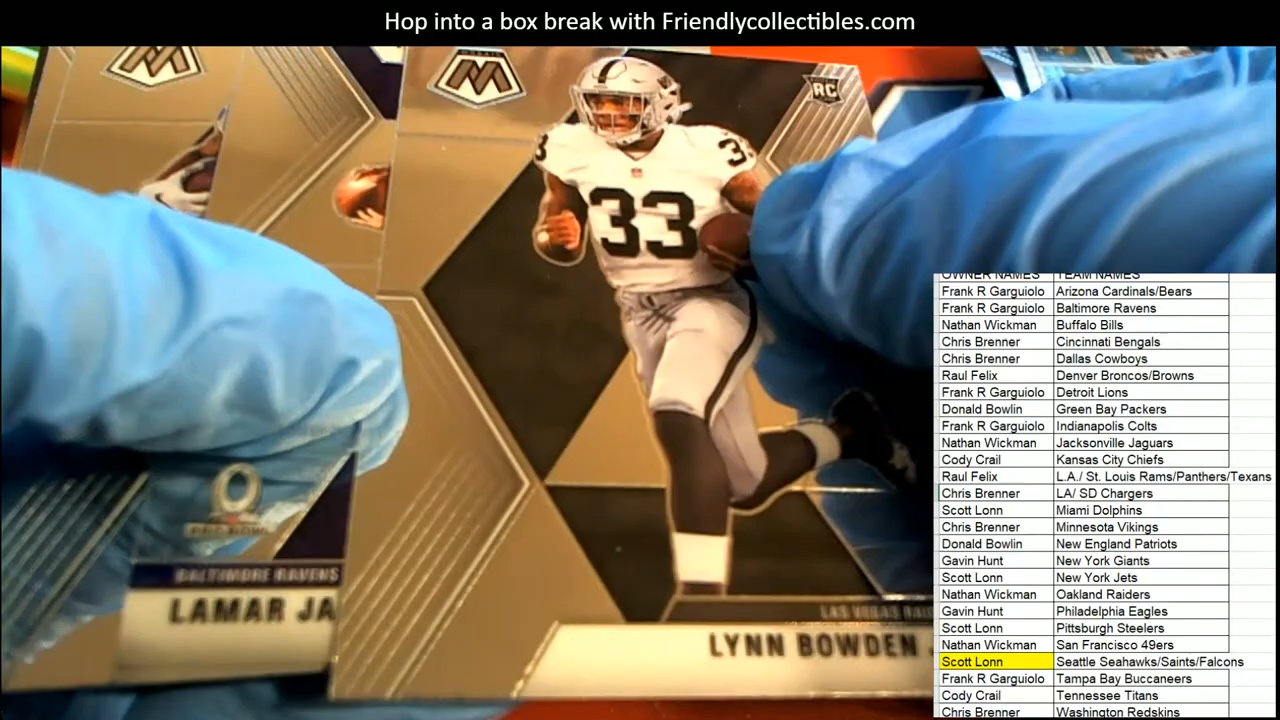 Hop into a box break with Friendlycollectibles.com
RC
33
33
BALTIMORE RAVENS
LAMAR JA
LAS VEGAS RAI
LYNN BOWDEN
OWNER NAMES TEAM NAMES
Frank R Garguiolo Arizona Cardinals/Bears
Frank R Garguiolo Baltimore Ravens
Nathan Wickman Buffalo Bills
Chris Brenner Cincinnati Bengals
Chris Brenner Dallas Cowboys
Raul Felix Denver Broncos/Browns
Frank R Garguiolo Detroit Lions
Donald Bowlin Green Bay Packers
Frank R Garguiolo Indianapolis Colts
Nathan Wickman Jacksonville Jaguars
Cody Crail Kansas City Chiefs
Raul Felix L.A./ St. Louis Rams/Panthers/Texans
Chris Brenner LA/ SD Chargers
Scott Lonn Miami Dolphins
Chris Brenner Minnesota Vikings
Donald Bowlin New England Patriots
Gavin Hunt New York Giants
Scott Lonn New York Jets
Nathan Wickman Oakland Raiders
Gavin Hunt Philadelphia Eagles
Scott Lonn Pittsburgh Steelers
Nathan Wickman San Francisco 49ers
Scott Lonn Seattle Seahawks/Saints/Falcons
Frank R Garguiolo Tampa Bay Buccaneers
Cody Crail Tennessee Titans
Chris Brenner Washington Redskins